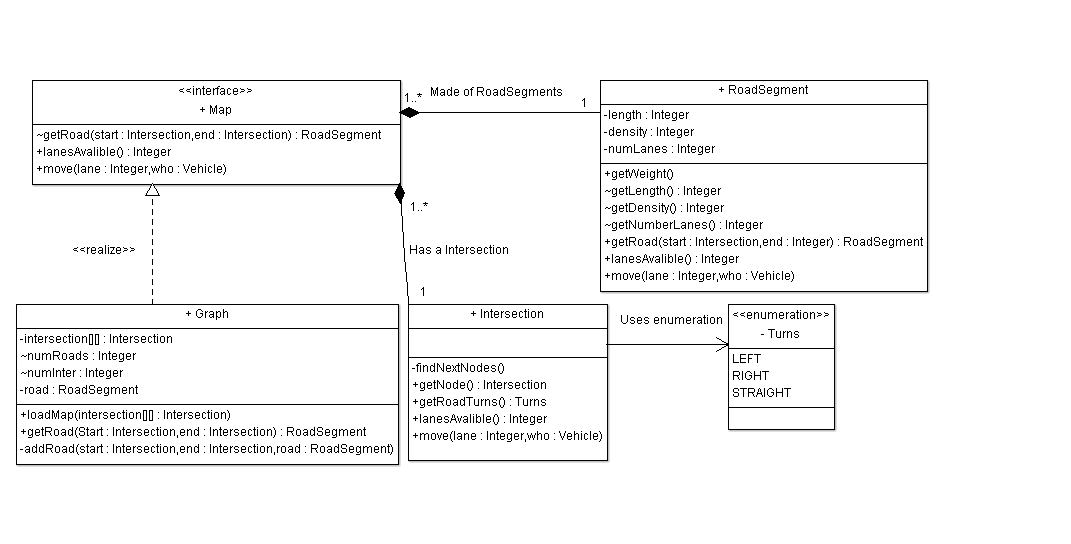 <<interface>>
+ Map
~getRoad(start : Intersection,end : Intersection) : RoadSegment
+lanesAvalible() : Integer
+move(lane : Integer,who : Vehicle)
1..*
Made of RoadSegments
1
+ RoadSegment
-length : Integer
-density : Integer
-numLanes : Integer
+getWeight()
~getLength() : Integer
~getDensity() : Integer
~getNumberLanes() : Integer
+getRoad(start : Intersection,end : Integer) : RoadSegment
+lanesAvalible() : Integer
+move(lane : Integer,who : Vehicle)
1..*
<<realize>>
Has a Intersection
1
+ Graph
-intersection[][] : Intersection
~numRoads : Integer
~numInter : Integer
-road : RoadSegment
+loadMap(intersection[][] : Intersection)
+getRoad(Start : Intersection,end : Intersection) : RoadSegment
-addRoad(start : Intersection,end : Intersection,road : RoadSegment)
+ Intersection
-findNextNodes()
+getNode() : Intersection
+getRoadTurns() : Turns
+lanesAvalible() : Integer
+move(lane : Integer,who : Vehicle)
Uses enumeration
<<enumeration>>
- Turns
LEFT
RIGHT
STRAIGHT